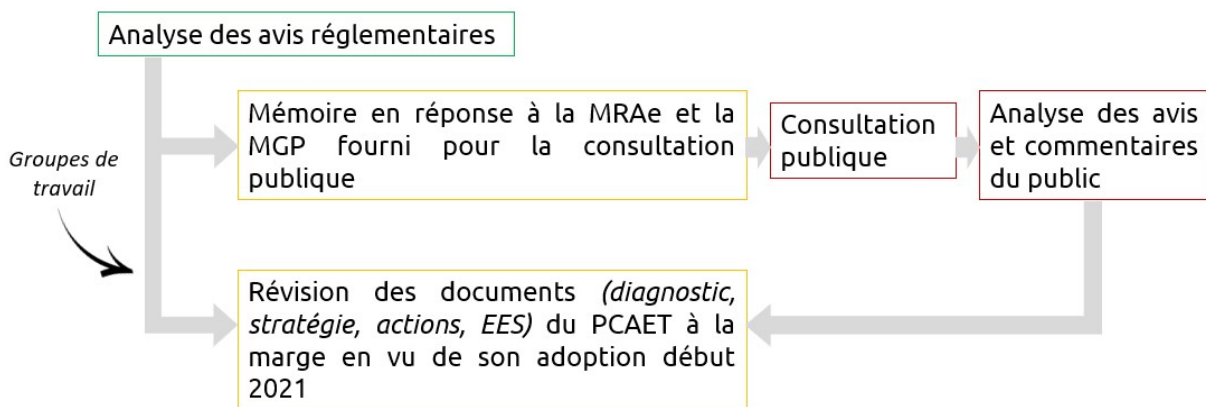 Analyse des avis réglementaires
Mémoire en réponse à la MRAe et la
MGP fourni pour la consultation
publique
Consultation
publique
Analyse des avis
et commentaires
du public
Groupes de
travail
Révision des documents (diagnostic,
stratégie, actions, EES) du PCAET à la
marge en vu de son adoption début
2021